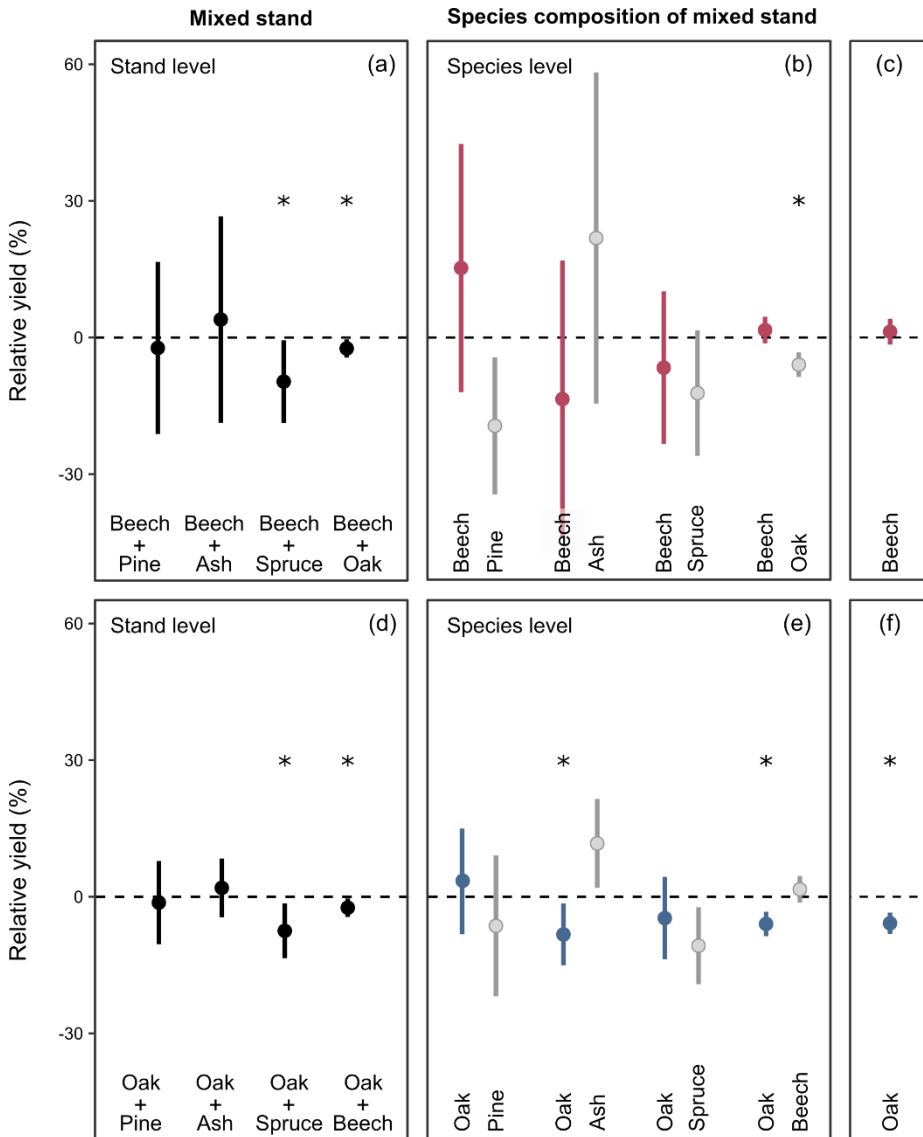 Mixed stand
Species composition of mixed stand
Relative yield (%)
60
30
0
-30
Stand level
(a)
*
*
Beech
+
Pine
Beech
+
Ash
Beech
+
Spruce
Beech
+
Oak
Species level
(b)
*
Beech
Pine
Beech
Ash
Beech
Spruce
Beech
Oak
(c)
Beech
Relative yield (%)
60
30
0
-30
Stand level
(d)
*
*
Oak
+
Pine
Oak
+
Ash
Oak
+
Spruce
Oak
+
Beech
Species level
(e)
*
*
Oak
Pine
Oak
Ash
Oak
Spruce
Oak
Beech
(f)
*
Oak